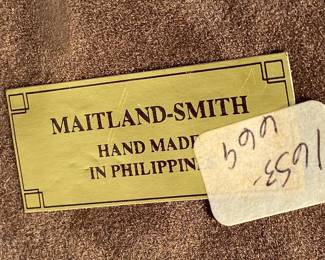 MAITLAND-SMITH
HAND MADE
IN PHILIPPIN
1653-